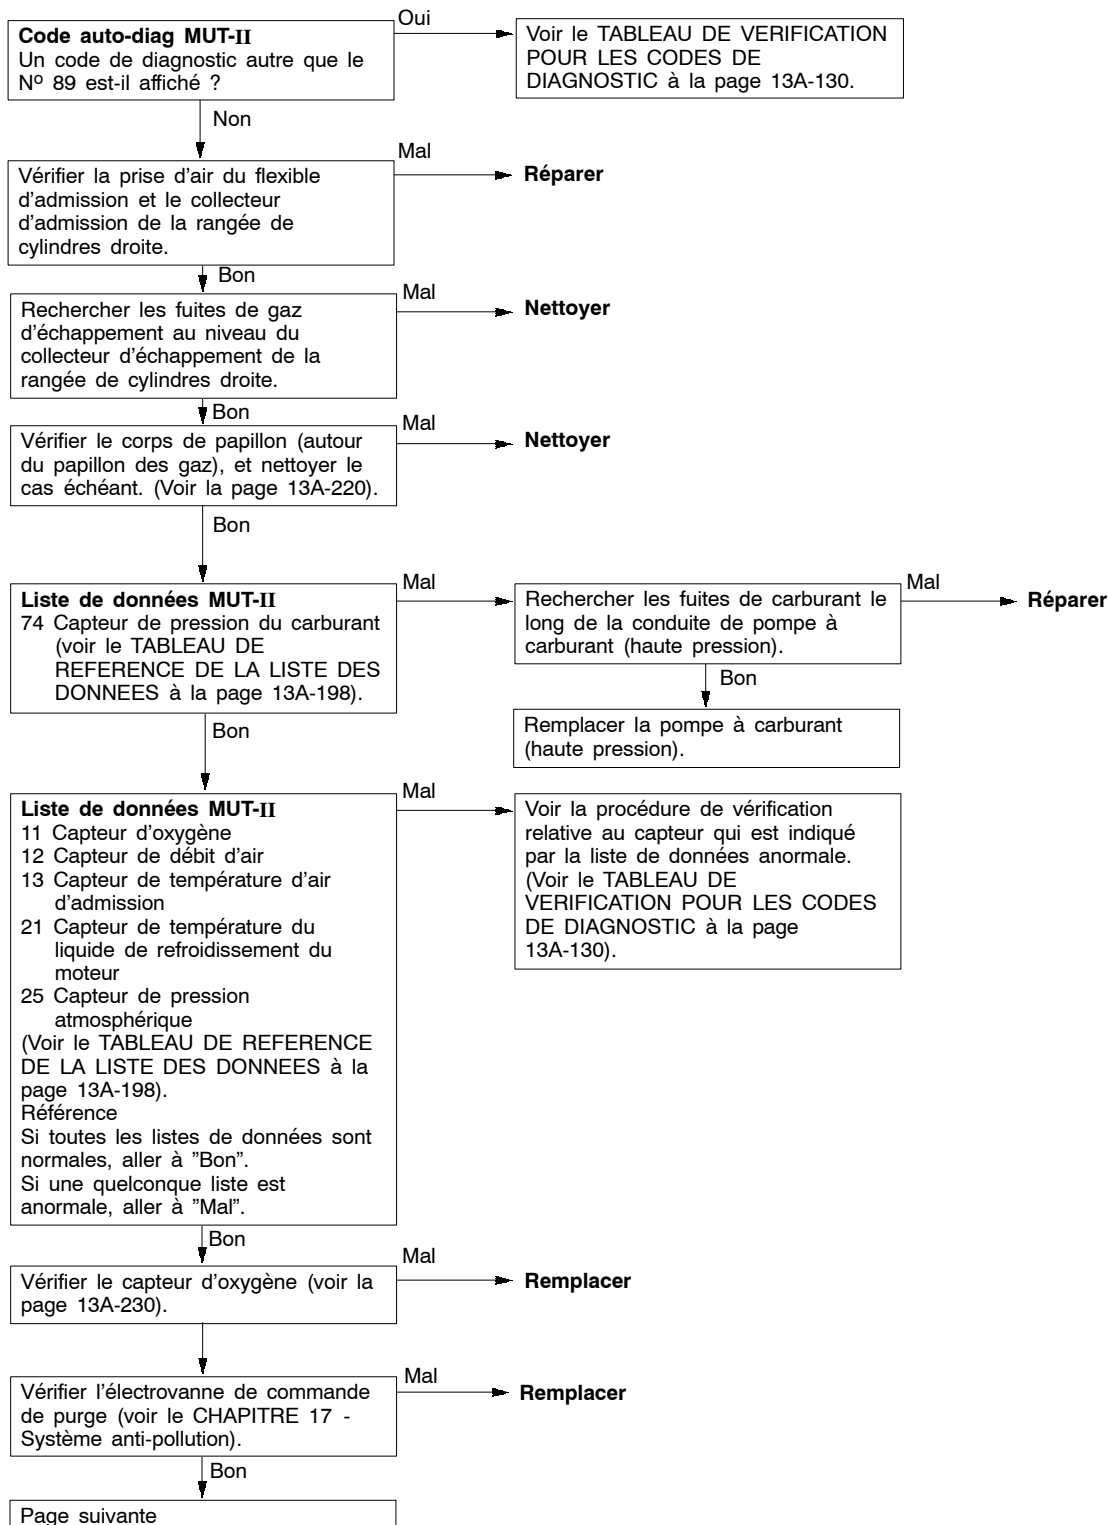 Code auto-diag MUT-II
Un code de diagnostic autre que le
Nº 89 est-il affiché ?
Oui
Voir le TABLEAU DE VERIFICATION
POUR LES CODES DE
DIAGNOSTIC à la page 13A-130.
Non
Vérifier la prise d'air du flexible
d'admission et le collecteur
d'admission de la rangée de
cylindres droite.
Mal
Réparer
Bon
Rechercher les fuites de gaz
d'échappement au niveau du
collecteur d'échappement de la
rangée de cylindres droite.
Mal
Nettoyer
Bon
Vérifier le corps de papillon (autour
du papillon des gaz), et nettoyer le
cas échéant. (Voir la page 13A-220).
Mal
Nettoyer
Bon
Liste de données MUT-II
74 Capteur de pression du carburant
(voir le TABLEAU DE
REFERENCE DE LA LISTE DES
DONNEES à la page 13A-198).
Mal
Rechercher les fuites de carburant le
long de la conduite de pompe à
carburant (haute pression).
Mal
Réparer
Bon
Remplacer la pompe à carburant
(haute pression).
Bon
Liste de données MUT-II
11 Capteur d'oxygène
12 Capteur de débit d'air
13 Capteur de température d'air
d'admission
21 Capteur de température du
liquide de refroidissement du
moteur
25 Capteur de pression
atmosphérique
(Voir le TABLEAU DE REFERENCE
DE LA LISTE DES DONNEES à la
page 13A-198).
Référence
Si toutes les listes de données sont
normales, aller à ”Bon”.
Si une quelconque liste est
anormale, aller à ”Mal”.
Mal
Voir la procédure de vérification
relative au capteur qui est indiqué
par la liste de données anormale.
(Voir le TABLEAU DE
VERIFICATION POUR LES CODES
DE DIAGNOSTIC à la page
13A-130).
Bon
Vérifier le capteur d'oxygène (voir la
page 13A-230).
Mal
Remplacer
Vérifier l'électrovanne de commande
de purge (voir le CHAPITRE 17 -
Système anti-pollution).
Mal
Remplacer
Bon
Page suivante